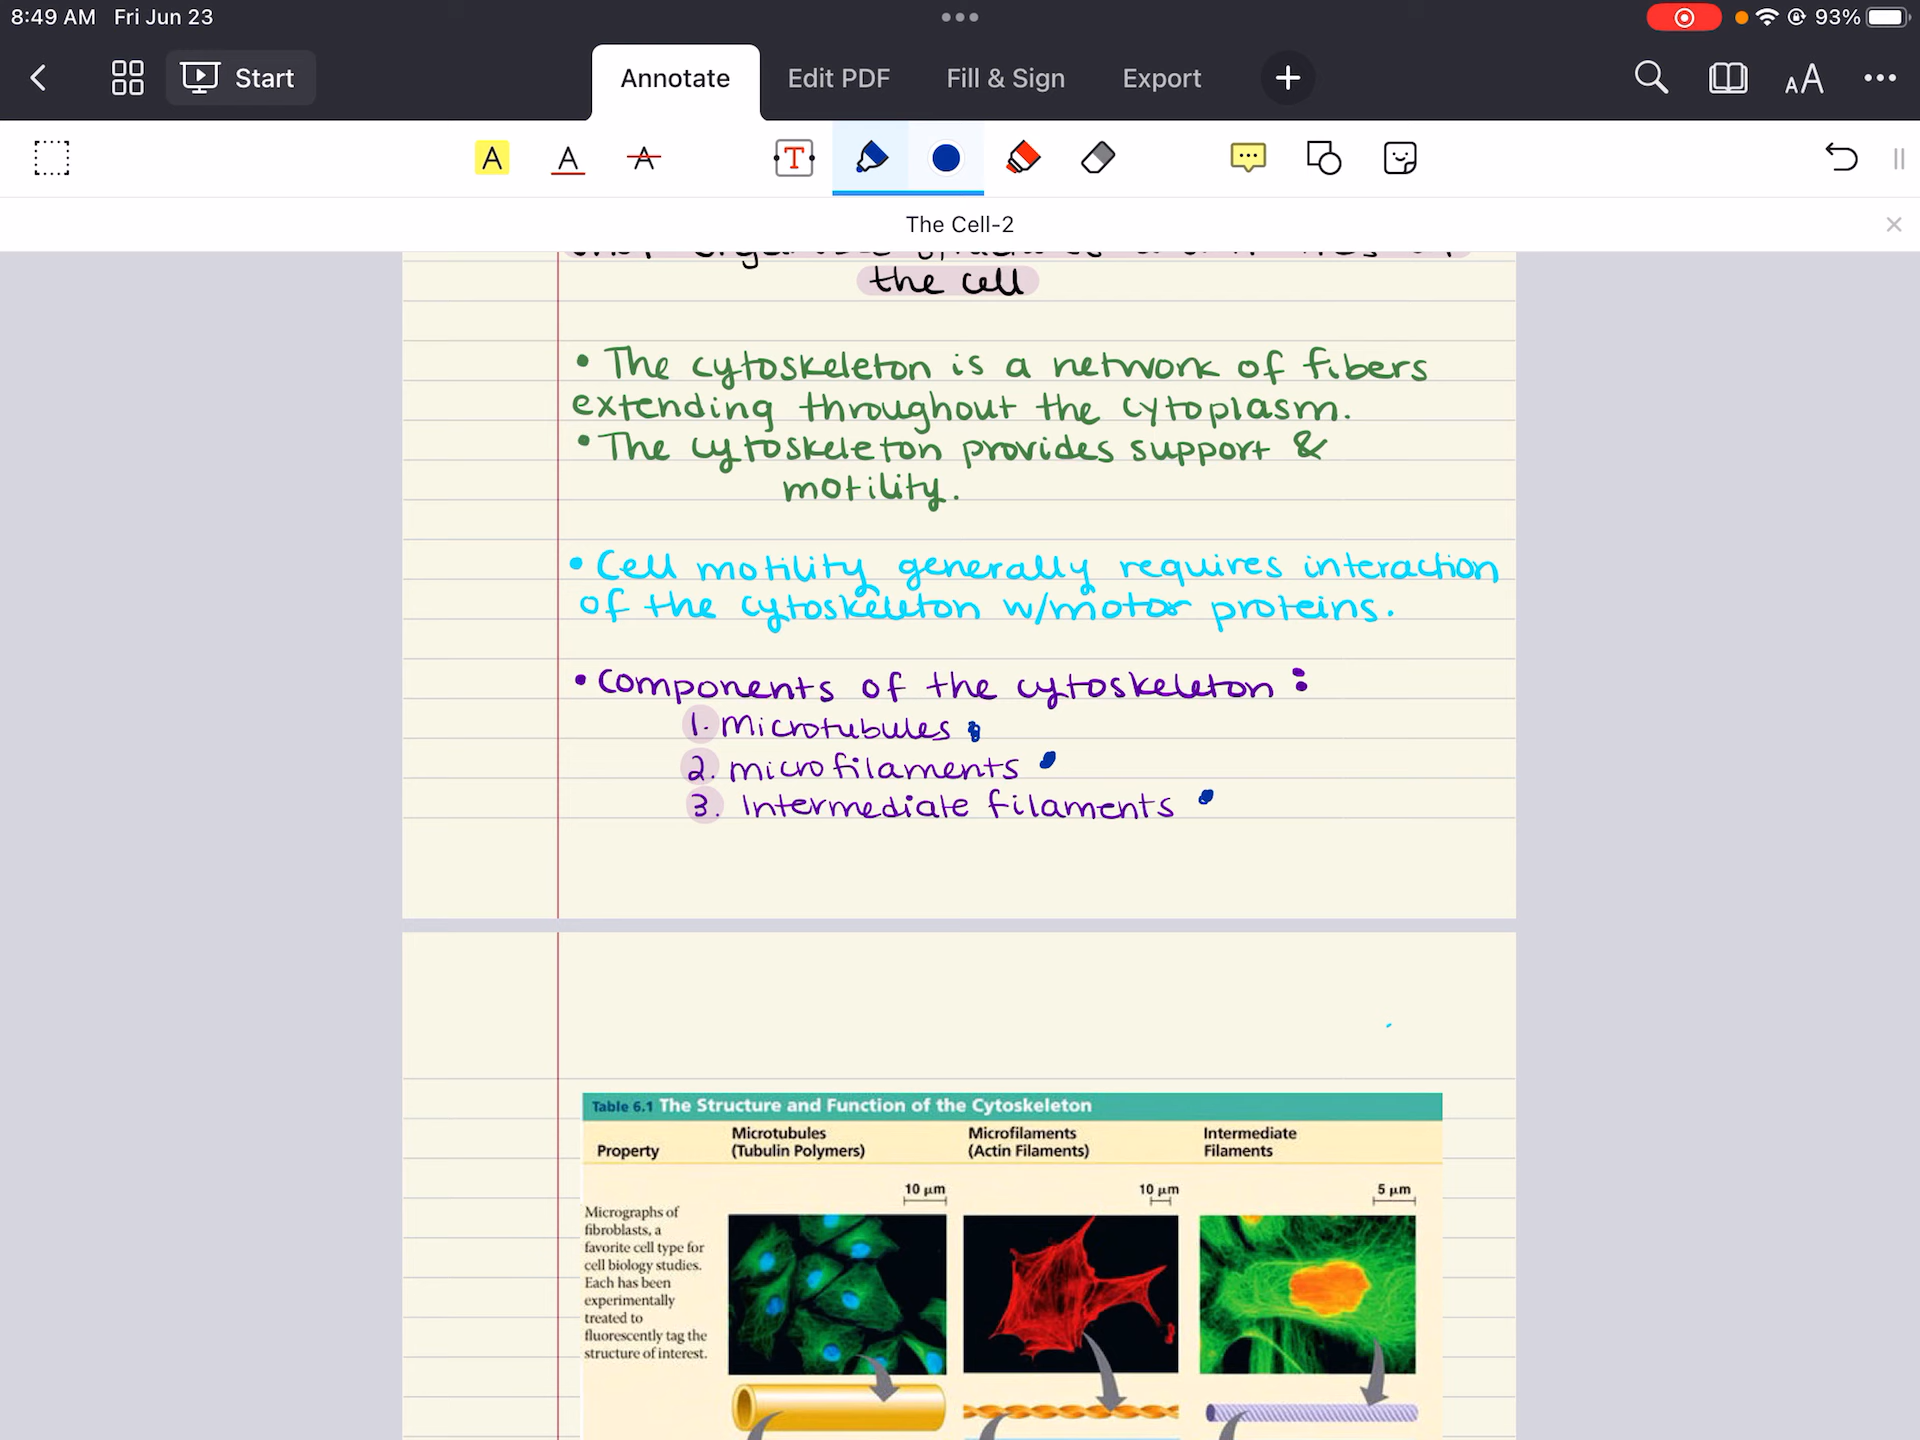 8:49 AM Fri Jun 23
93%
Start
Annotate
Edit PDF
Fill & Sign
Export
The Cell-2
the cell
• The cytoskeleton is a network of fibers
extending throughout the cytoplasm.
• The cytoskeleton provides support &
motility.
• Cell motility generally requires interaction
of the cytoskeleton w/motor proteins.
• Components of the cytoskeleton :
1. Microtubules
2. microfilaments
3. Intermediate filaments
Table 6.1 The Structure and Function of the Cytoskeleton
Property
Microtubules
(Tubulin Polymers)
Microfilaments
(Actin Filaments)
Intermediate
Filaments
10 µm
10 µm
5 µm
Micrographs of
fibroblasts, a
favorite cell type for
cell biology studies.
Each has been
experimentally
treated to
fluorescently tag the
structure of interest.